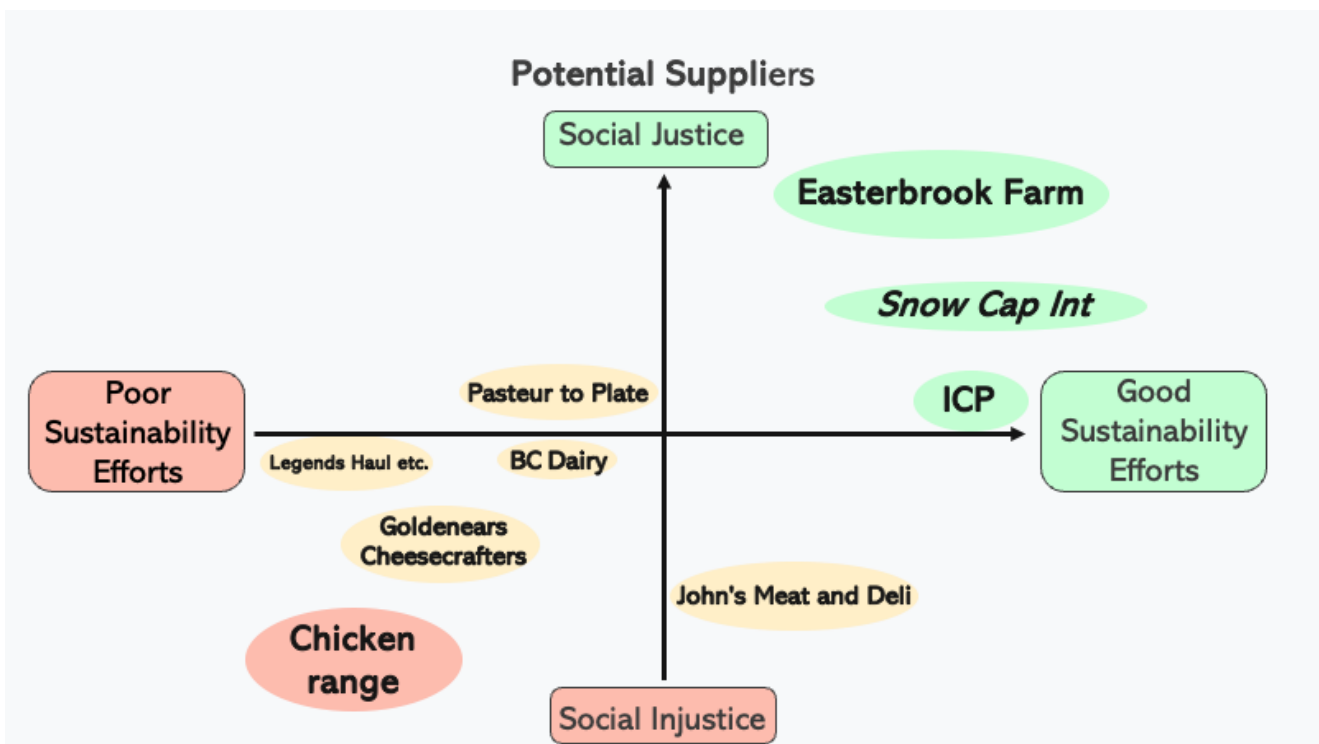 Potential Suppliers
Social Justice
Easterbrook Farm
Snow Cap Int
Pasteur to Plate
ICP
Poor
Sustainability
Efforts
Good
Sustainability
Efforts
Legends Haul etc.
BC Dairy
Goldenears
Cheesecrafters
John's Meat and Deli
Chicken
range
Social Injustice